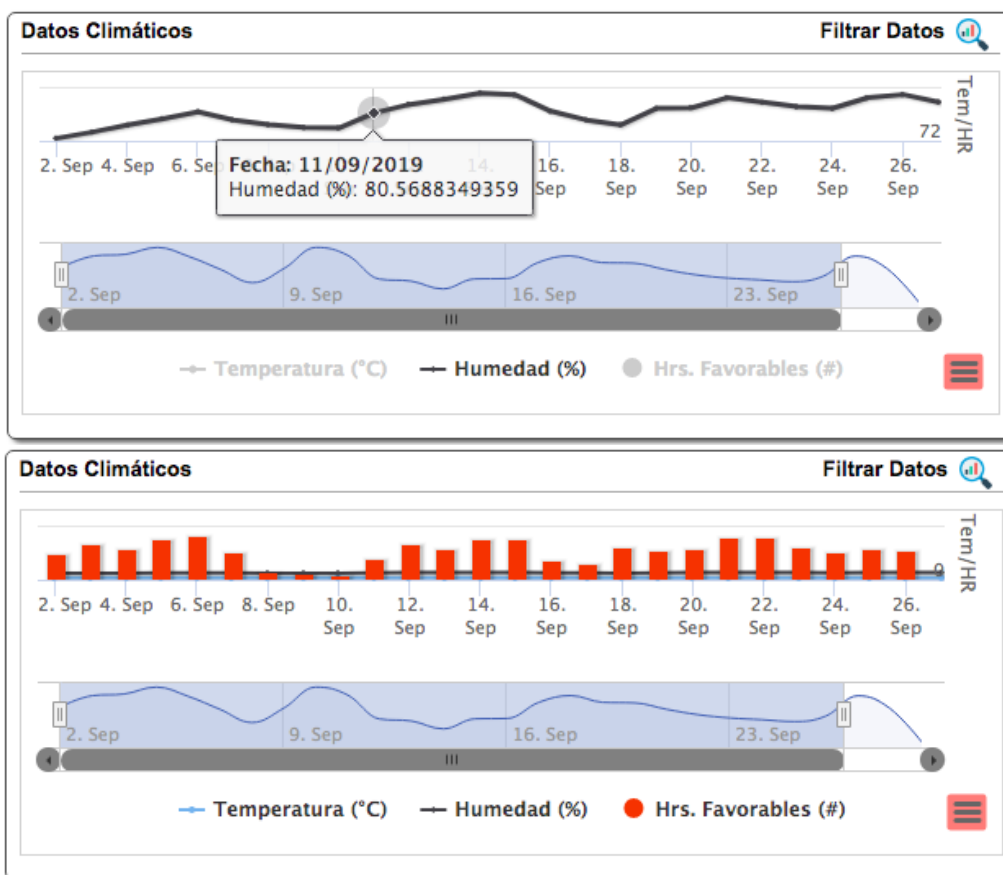 Datos Climáticos Filtrar Datos
Tem/HR
72
2. Sep 4. Sep 6. Sep 14. 16. Sep 18. Sep 20. Sep 22. Sep 24. Sep 26. Sep
Fecha: 11/09/2019
Humedad (%): 80.5688349359
2. Sep 9. Sep 16. Sep 23. Sep
Temperatura (°C) Humedad (%) Hrs. Favorables (#)
Datos Climáticos Filtrar Datos
Tem/HR
0
2. Sep 4. Sep 6. Sep 8. Sep 10. Sep 12. Sep 14. Sep 16. Sep 18. Sep 20. Sep 22. Sep 24. Sep 26. Sep
2. Sep 9. Sep 16. Sep 23. Sep
Temperatura (°C) Humedad (%) Hrs. Favorables (#)